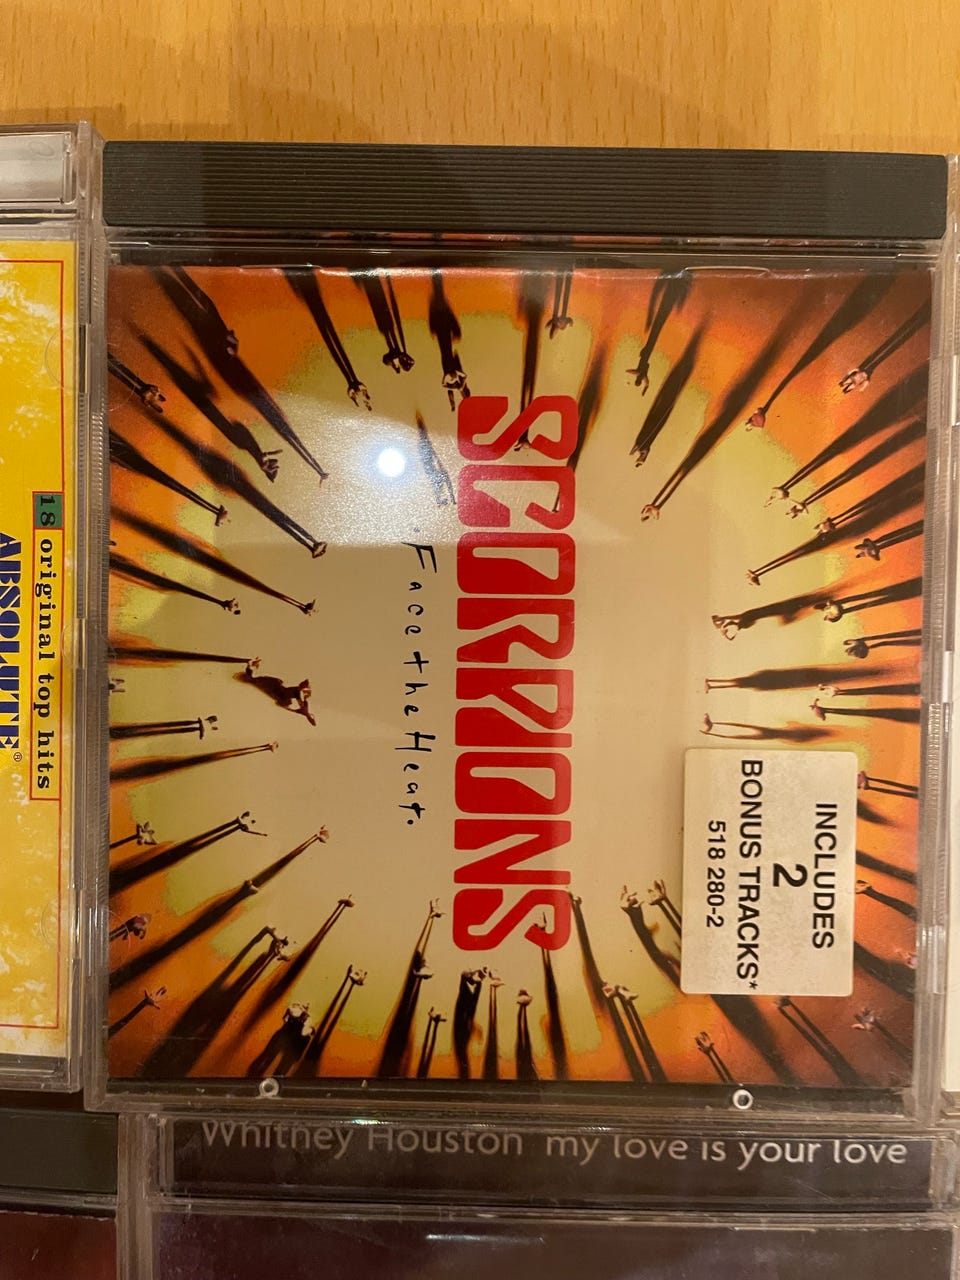 SCORPIONS
Face the Heat.
INCLUDES
2
BONUS TRACKS*
518 280-2
18 original top hits
ABSOLUTE®
Whitney Houston my love is your love